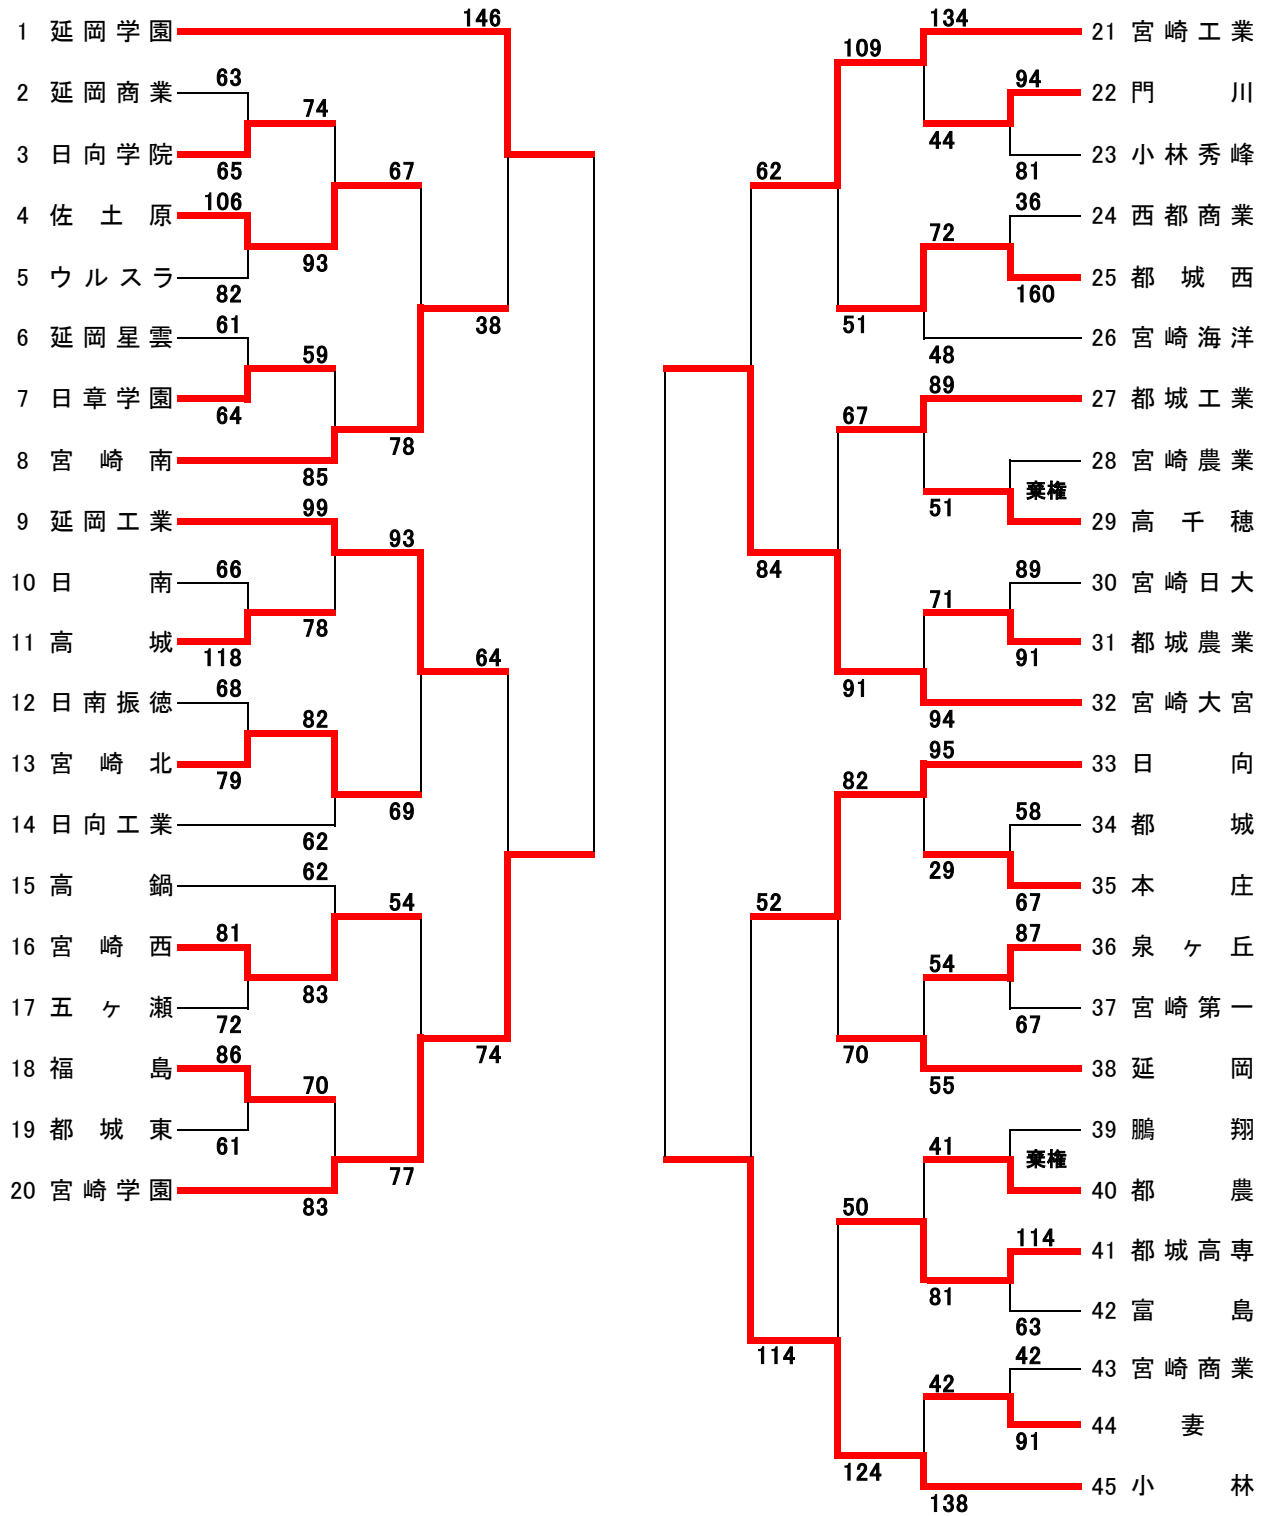 146
1 延岡学園
63
2 延岡商業
74
3 日向学院
65
67
106
4 佐土原
93
5 ウルスラ
82
61
6 延岡星雲
38
59
7 日章学園
64
78
8 宮崎南
85
99
9 延岡工業
93
66
10 日南
78
11 高城
118
64
68
12 日南振徳
82
13 宮崎北
79
69
14 日向工業
62
62
15 高鍋
54
81
16 宮崎西
83
17 五ヶ瀬
72
74
86
18 福島
70
19 都城東
61
77
20 宮崎学園
83
134
21 宮崎工業
109
94
22 門川
44
23 小林秀峰
81
62
36
24 西都商業
72
25 都城西
160
51
26 宮崎海洋
48
89
27 都城工業
67
28 宮崎農業
棄権
51
29 高千穂
84
89
30 宮崎日大
71
31 都城農業
91
91
32 宮崎大宮
94
95
33 日向
82
58
34 都城
29
35 本庄
67
52
87
36 泉ヶ丘
54
37 宮崎第一
67
70
38 延岡
55
39 鵬翔
41
棄権
40 都農
50
114
41 都城高専
81
42 富島
63
114
42
43 宮崎商業
42
44 妻
91
124
45 小林
138